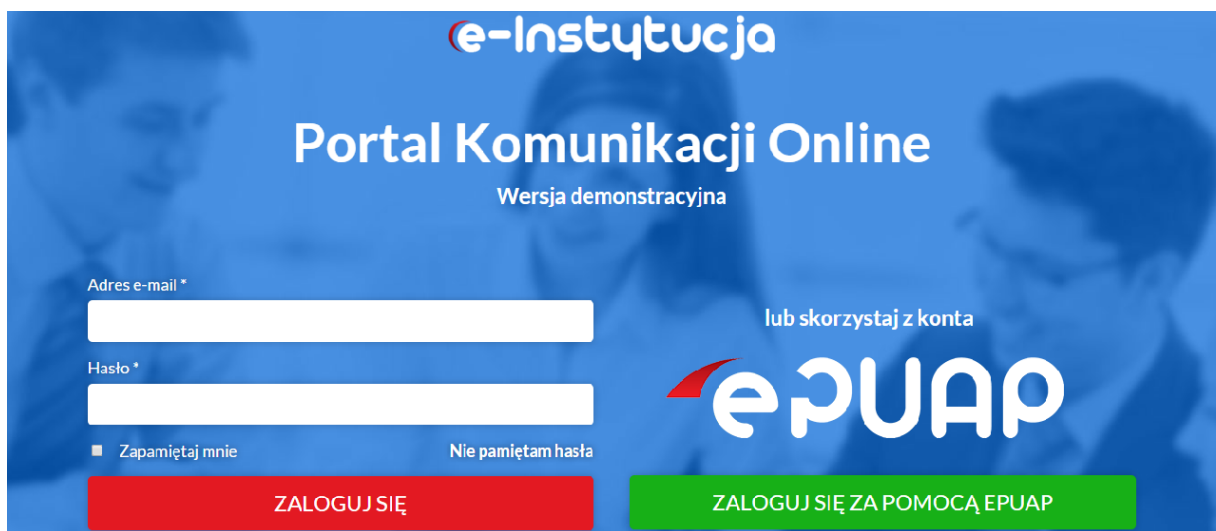 e-Instytucja
Portal Komunikacji Online
Wersja demonstracyjna
Adres e-mail *
Hasło *
Zapamiętaj mnie
Nie pamiętam hasła
ZALOGUJ SIĘ
lub skorzystaj z konta
ePUAP
ZALOGUJ SIĘ ZA POMOCĄ EPUAP